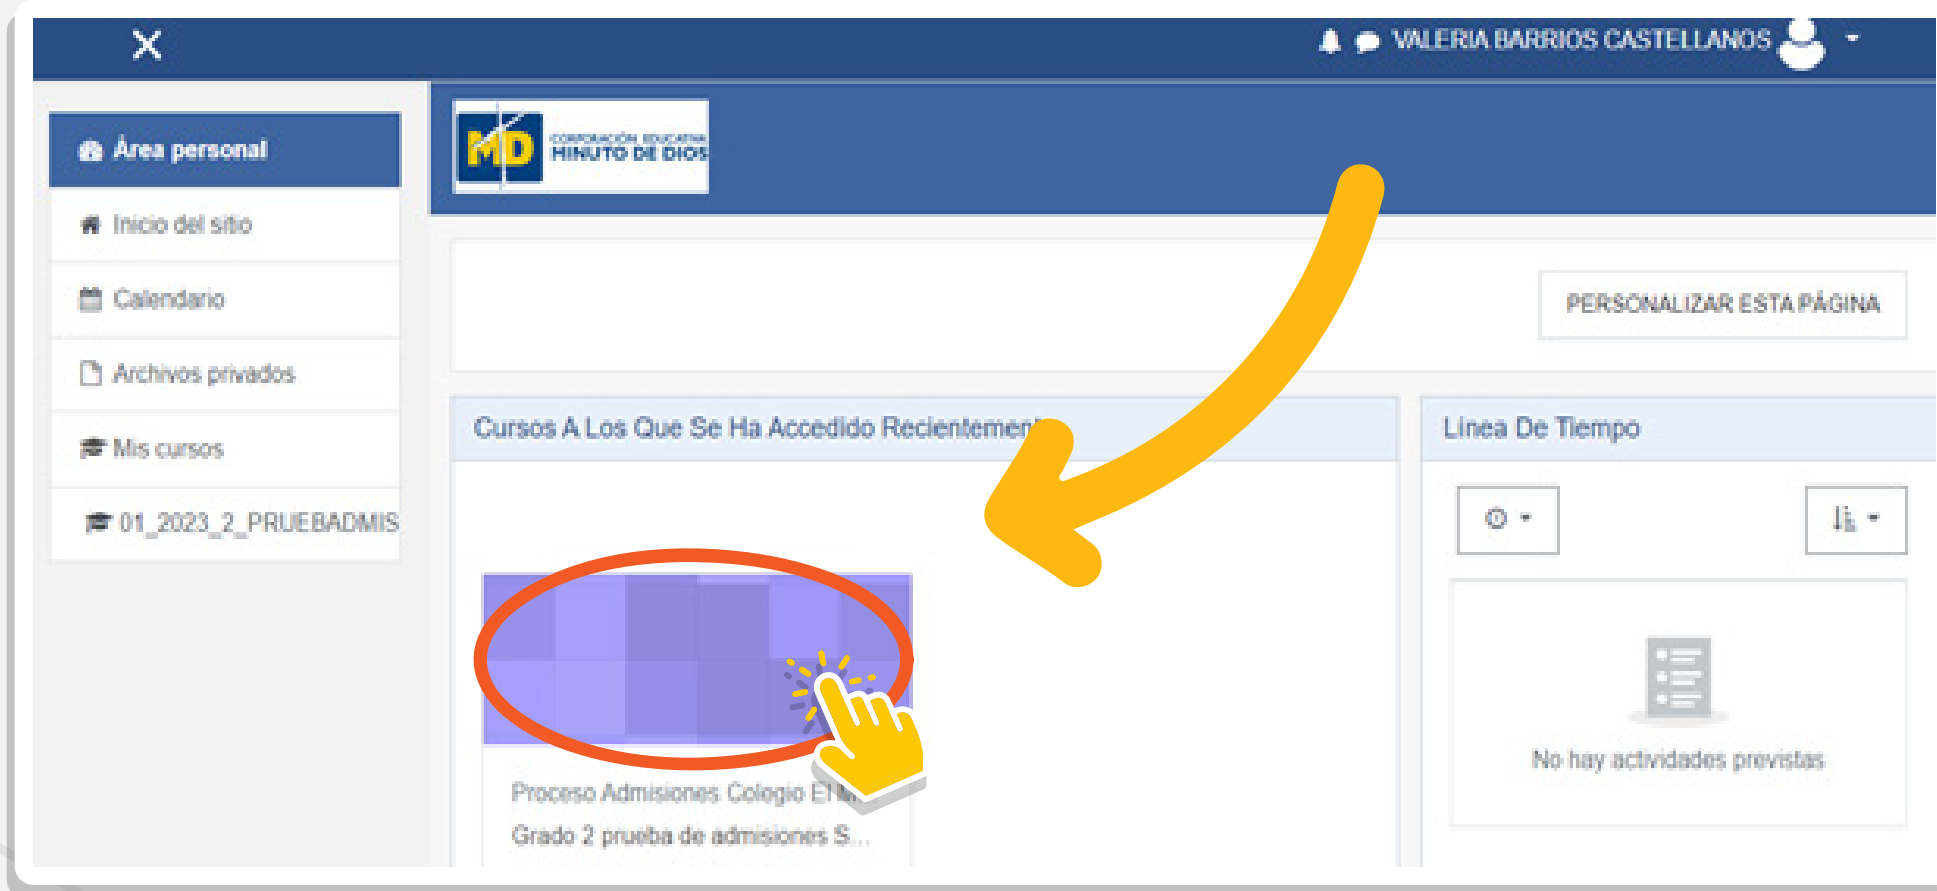 VALERIA BARRIOS CASTELLANOS
Área personal
MD
CORPORACIÓN EDUCATIVA
MINUTO DE DIOS
Inicio del sitio
Calendario
PERSONALIZAR ESTA PÁGINA
Archivos privados
Mis cursos
01_2023_2_PRUEBADMIS
Cursos A Los Que Se Ha Accedido Recientement
Línea De Tiempo
No hay actividades previstas
Proceso Admisiones Colegio El M...
Grado 2 prueba de admisiones S...